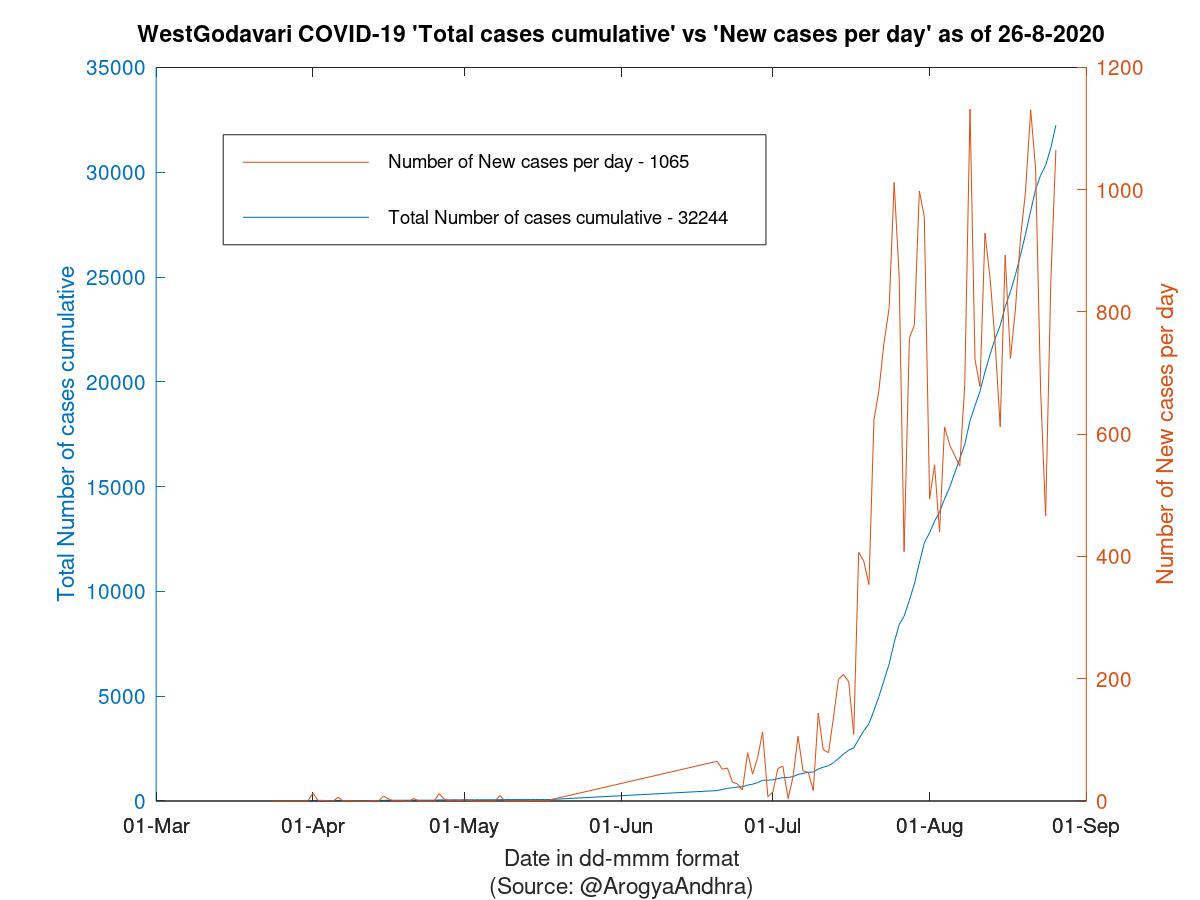 WestGodavari COVID-19 'Total cases cumulative' vs 'New cases per day' as of 26-8-2020
35000
30000
25000
20000
15000
10000
5000
0
Total Number of cases cumulative
Number of New cases per day - 1065
Total Number of cases cumulative - 32244
1200
1000
800
600
400
200
0
Number of New cases per day
01-Mar 01-Apr 01-May 01-Jun 01-Jul 01-Aug 01-Sep
Date in dd-mmm format
(Source: @ArogyaAndhra)